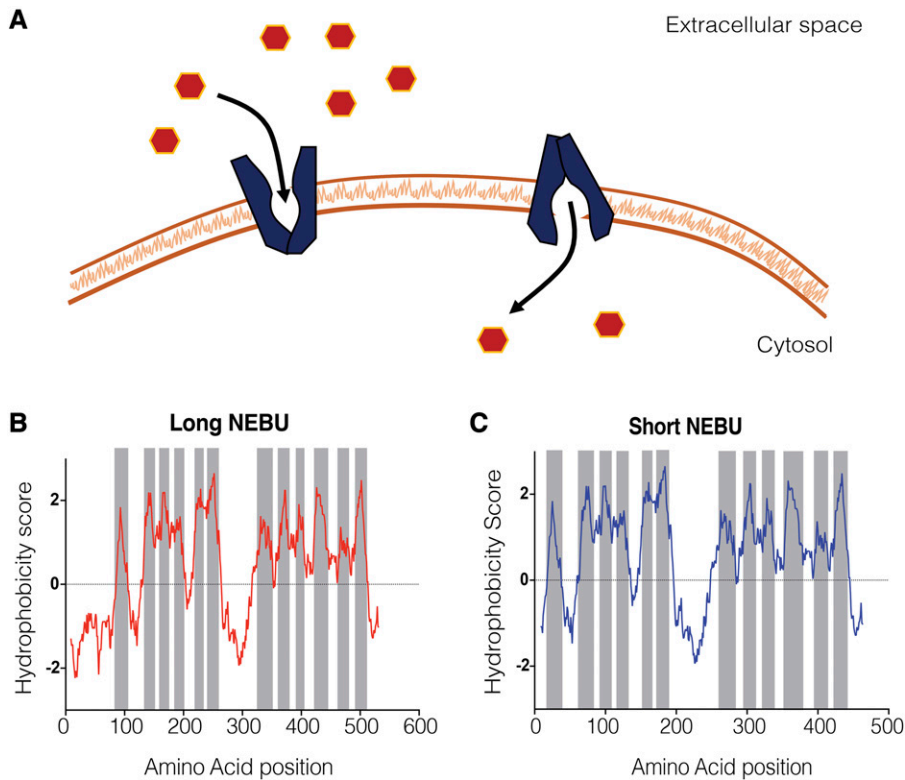 A
Extracellular space
Cytosol
B
Long NEBU
Hydrophobicity score
2
0
-2
0 100 200 300 400 500 600
Amino Acid position
C
Short NEBU
Hydrophobicity Score
2
0
-2
0 100 200 300 400 500
Amino Acid position